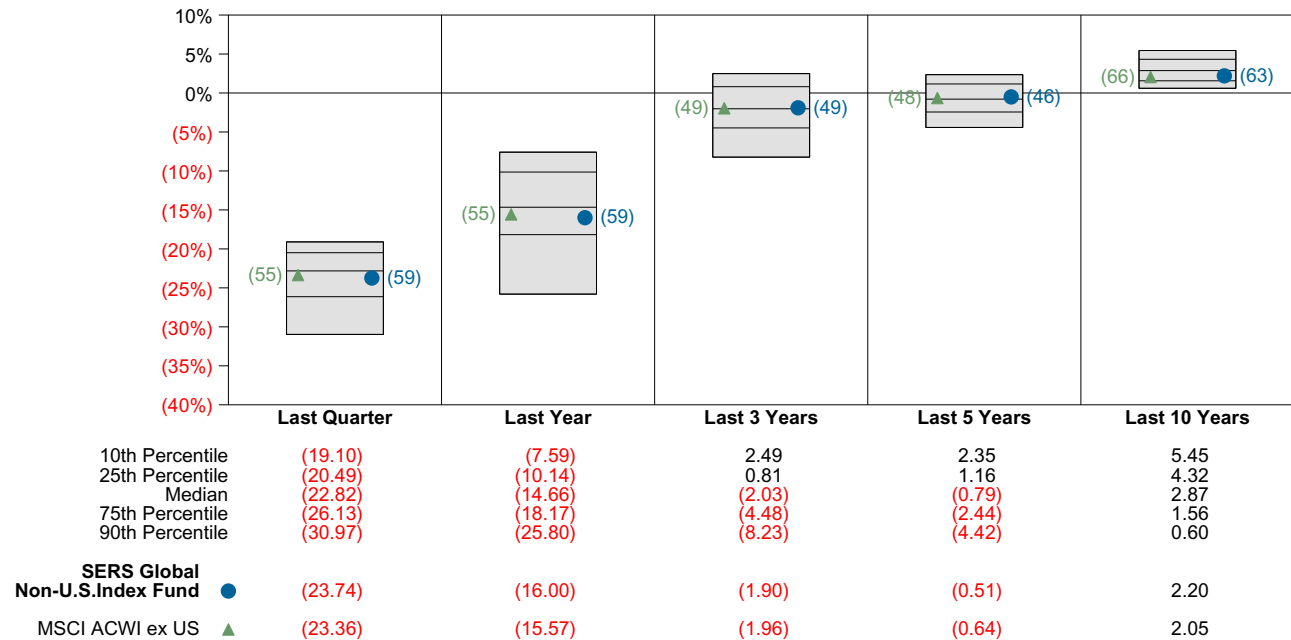 10%
5%
0%
(5%)
(10%)
(15%)
(20%)
(25%)
(30%)
(35%)
(40%)
(55) (59)
(55) (59)
(49) (49)
(48) (46)
(66) (63)
Last Quarter Last Year Last 3 Years Last 5 Years Last 10 Years
10th Percentile (19.10) (7.59) 2.49 2.35 5.45
25th Percentile (20.49) (10.14) 0.81 1.16 4.32
Median (22.82) (14.66) (2.03) (0.79) 2.87
75th Percentile (26.13) (18.17) (4.48) (2.44) 1.56
90th Percentile (30.97) (25.80) (8.23) (4.42) 0.60
SERS Global
Non-U.S.Index Fund (23.74) (16.00) (1.90) (0.51) 2.20
MSCI ACWI ex US (23.36) (15.57) (1.96) (0.64) 2.05